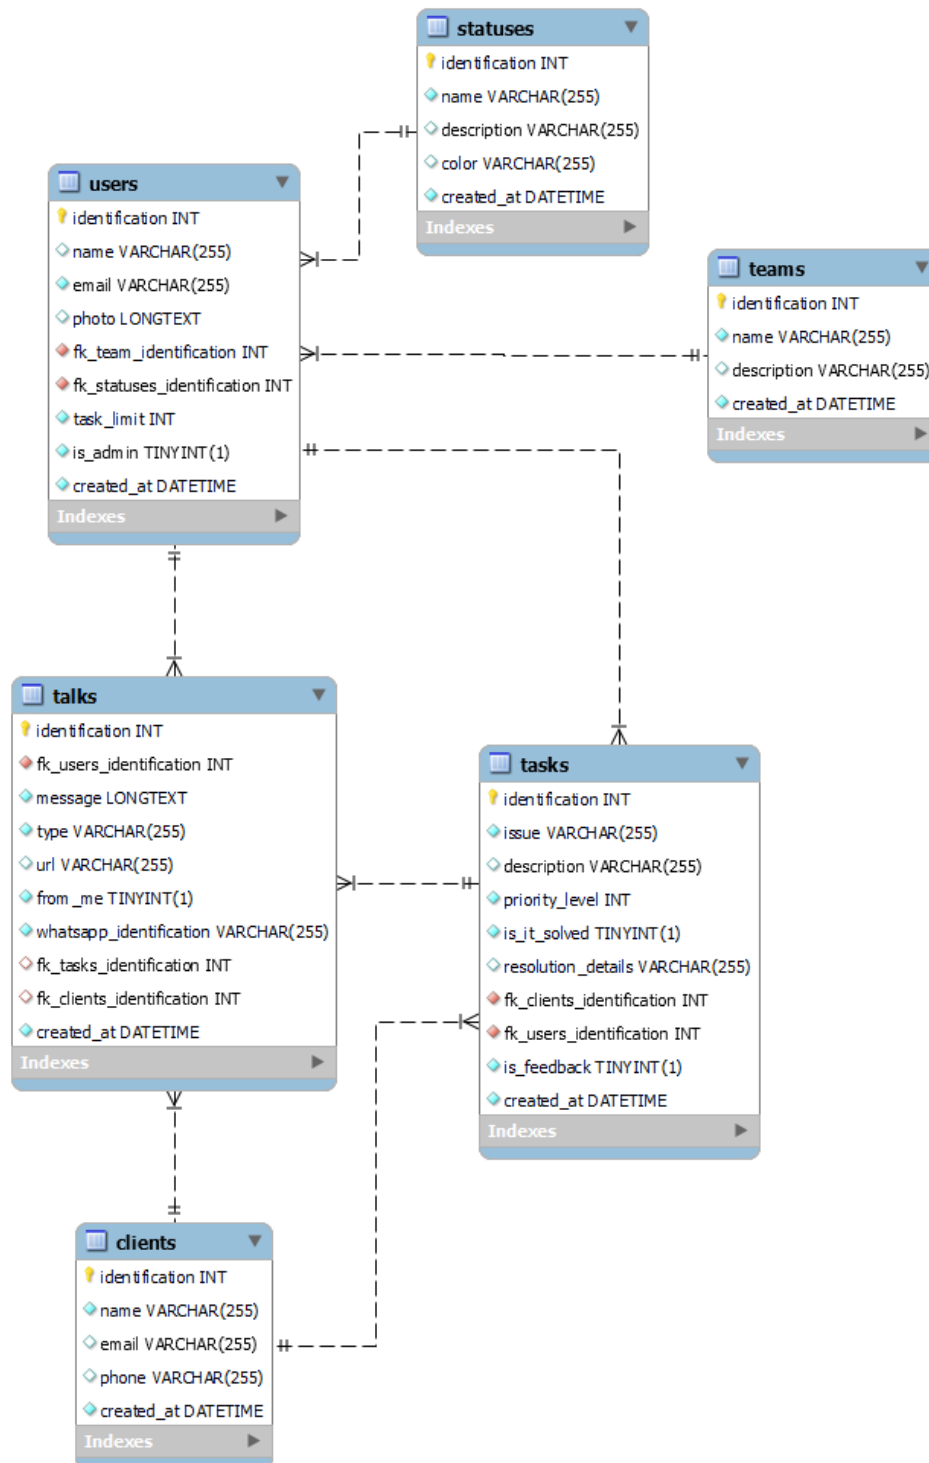 statuses
identification INT
name VARCHAR(255)
description VARCHAR(255)
color VARCHAR(255)
created_at DATETIME
Indexes
users
identification INT
name VARCHAR(255)
email VARCHAR(255)
photo LONGTEXT
fk_team_identification INT
fk_statuses_identification INT
task_limit INT
is_admin TINYINT(1)
created_at DATETIME
Indexes
teams
identification INT
name VARCHAR(255)
description VARCHAR(255)
created_at DATETIME
Indexes
talks
identification INT
fk_users_identification INT
message LONGTEXT
type VARCHAR(255)
url VARCHAR(255)
from_me TINYINT(1)
whatsapp_identification VARCHAR(255)
fk_tasks_identification INT
fk_clients_identification INT
created_at DATETIME
Indexes
tasks
identification INT
issue VARCHAR(255)
description VARCHAR(255)
priority_level INT
is_it_solved TINYINT(1)
resolution_details VARCHAR(255)
fk_clients_identification INT
fk_users_identification INT
is_feedback TINYINT(1)
created_at DATETIME
Indexes
clients
identification INT
name VARCHAR(255)
email VARCHAR(255)
phone VARCHAR(255)
created_at DATETIME
Indexes